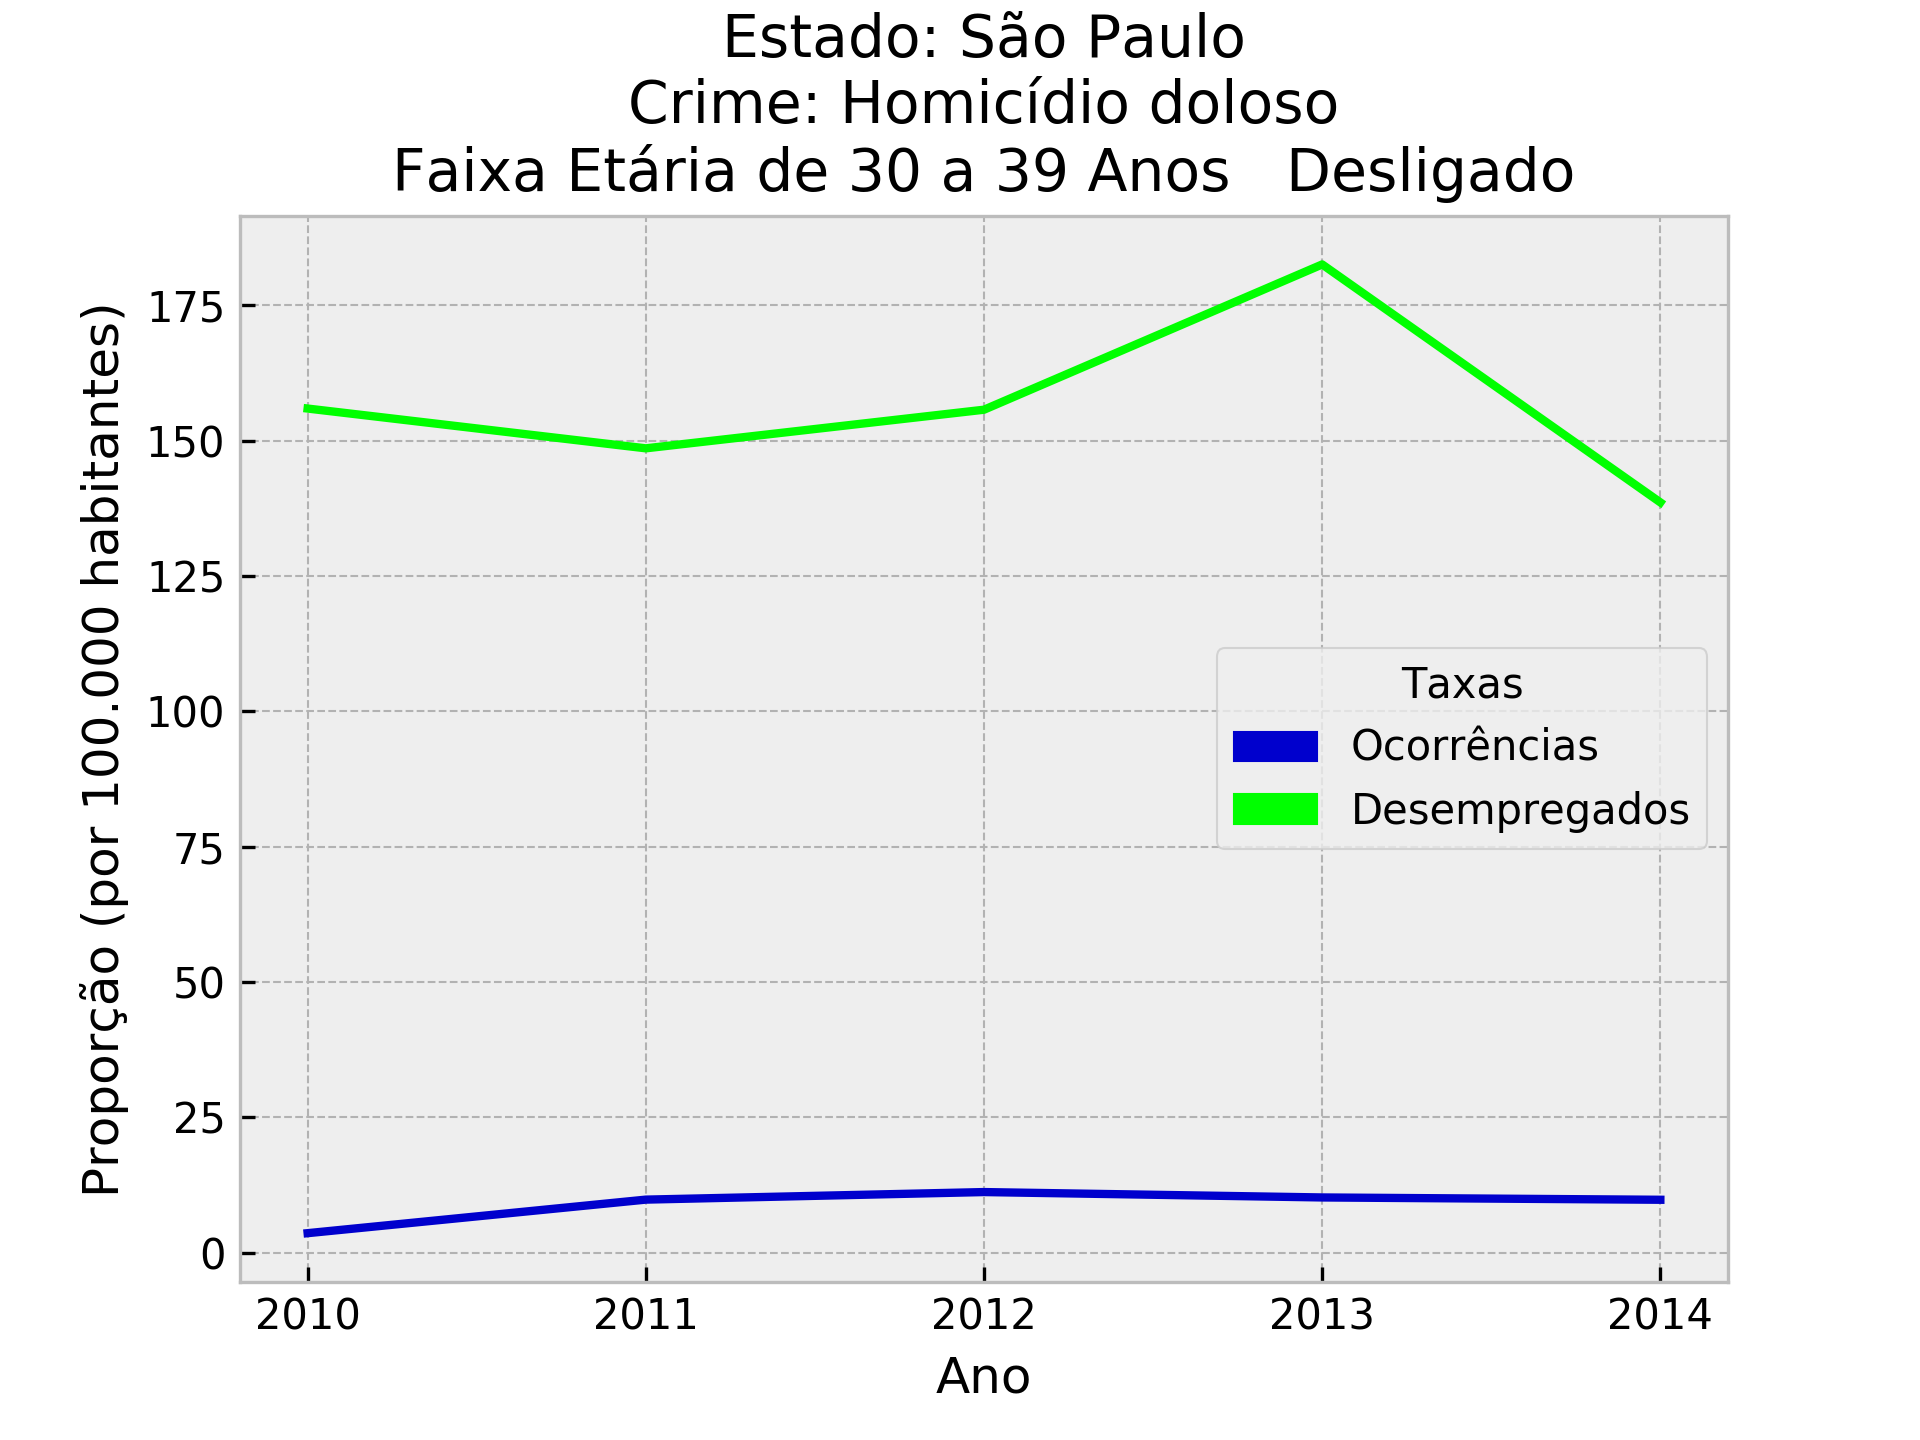 Estado: São Paulo
Crime: Homicídio doloso
Faixa Etária de 30 a 39 Anos   Desligado
Proporção (por 100.000 habitantes)
175
150
125
100
75
50
25
0
Taxas
Ocorrências
Desempregados
2010 2011 2012 2013 2014
Ano